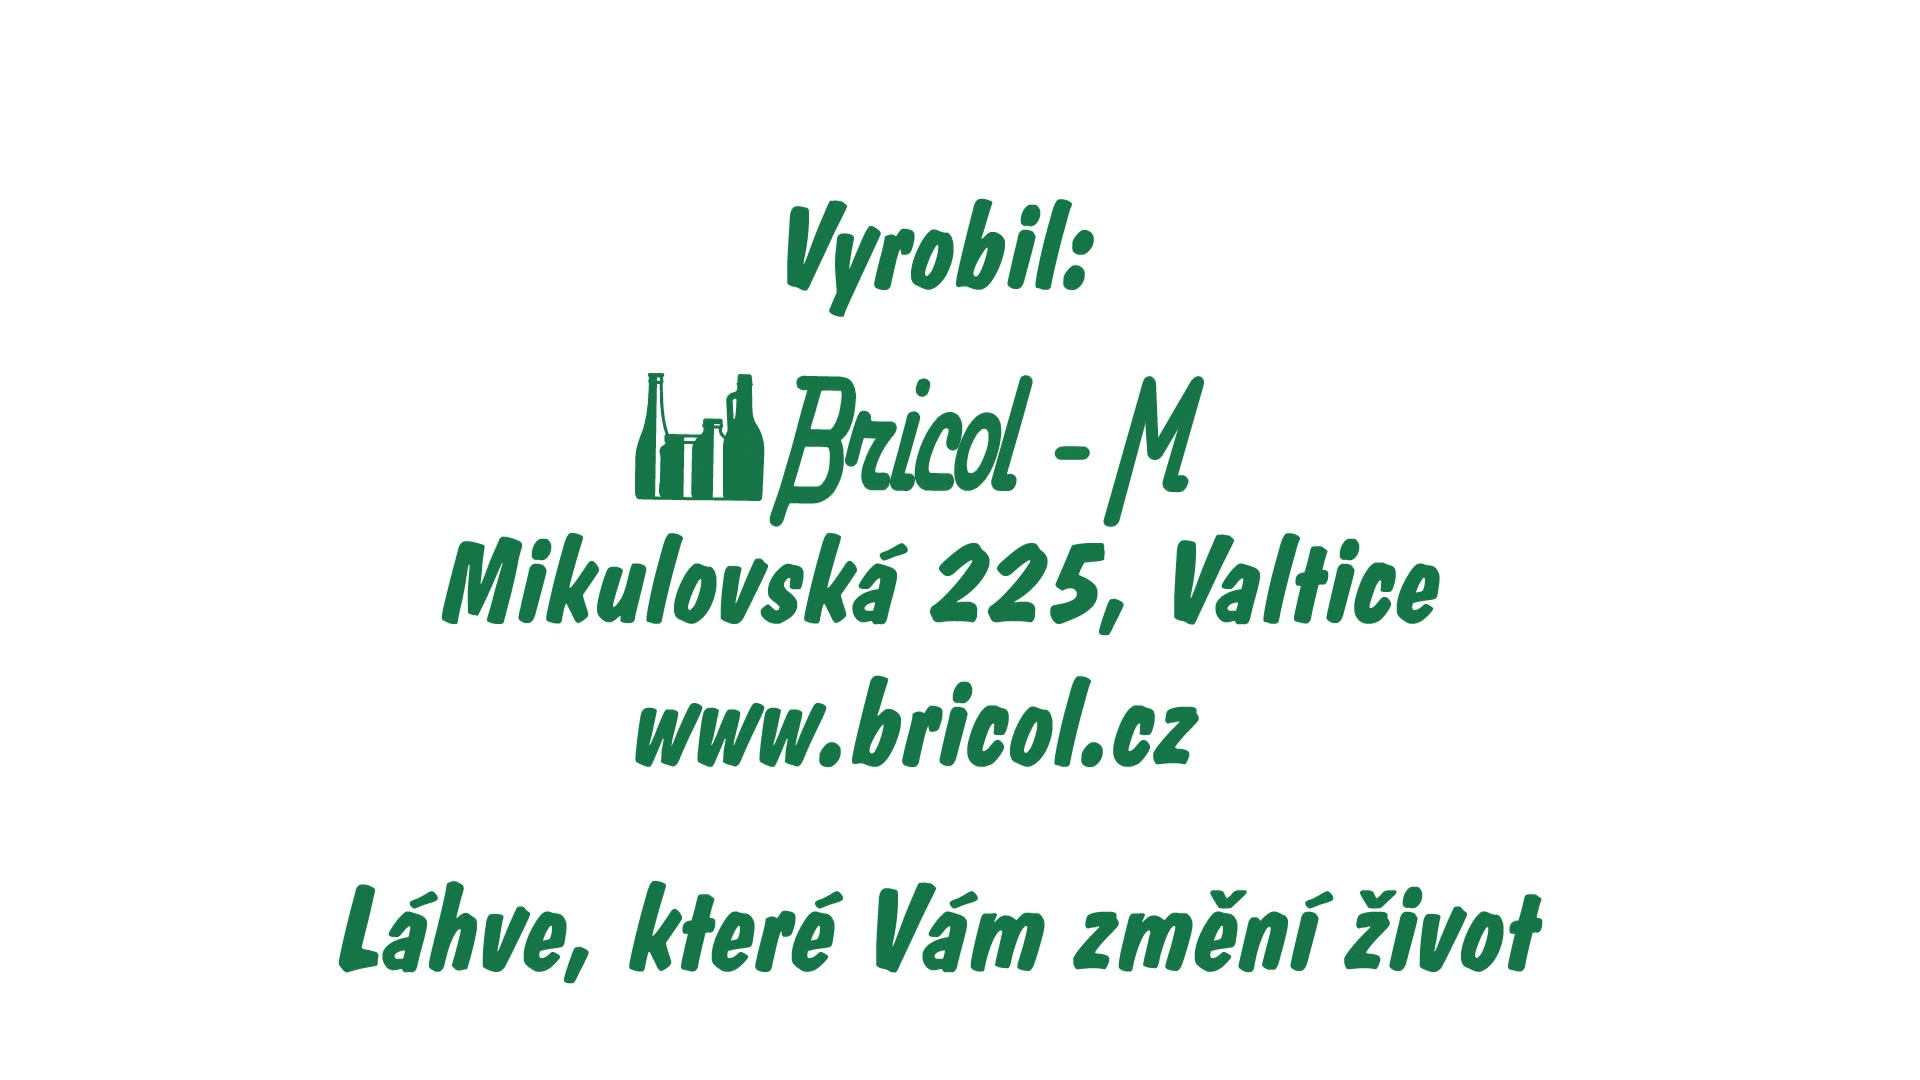 Vyrobil:
Bricol - M
Mikulovská 225, Valtice
www.bricol.cz
Láhve, které Vám změní život